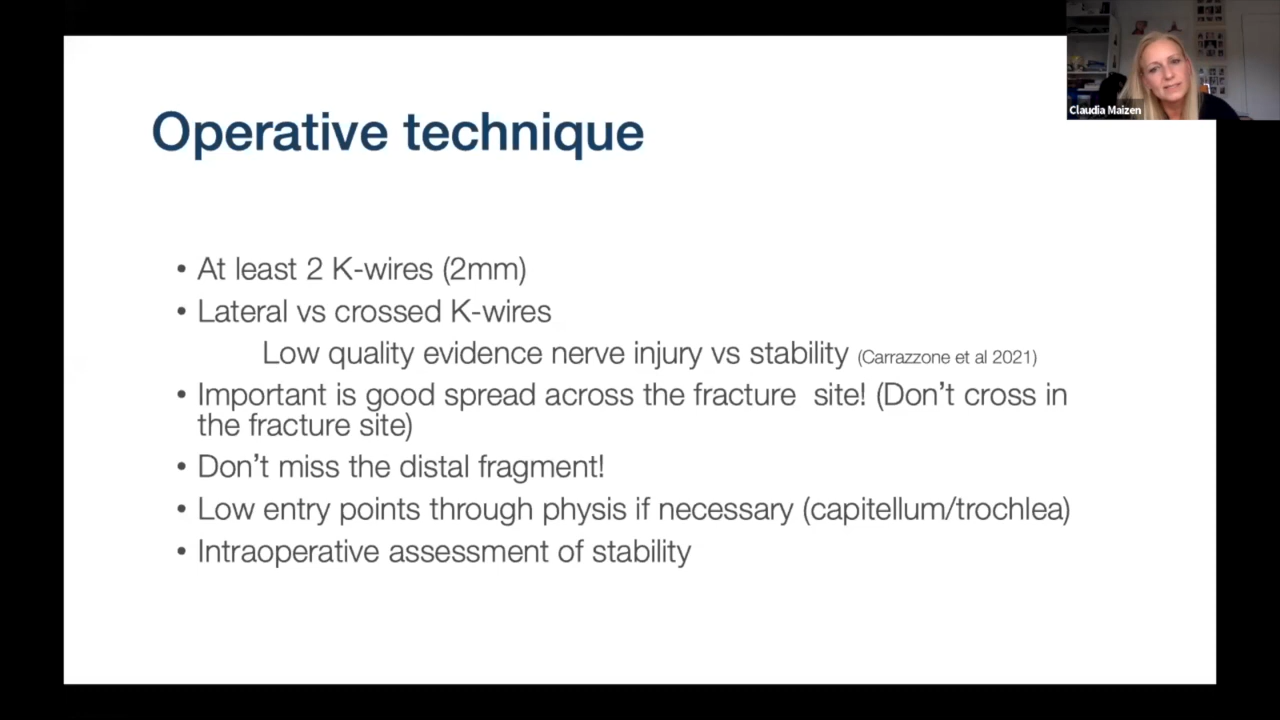 Claudia Maizen
Operative technique
• At least 2 K-wires (2mm)
• Lateral vs crossed K-wires
Low quality evidence nerve injury vs stability (Carrazzone et al 2021)
• Important is good spread across the fracture  site! (Don’t cross in
the fracture site)
• Don’t miss the distal fragment!
• Low entry points through physis if necessary (capitellum/trochlea)
• Intraoperative assessment of stability